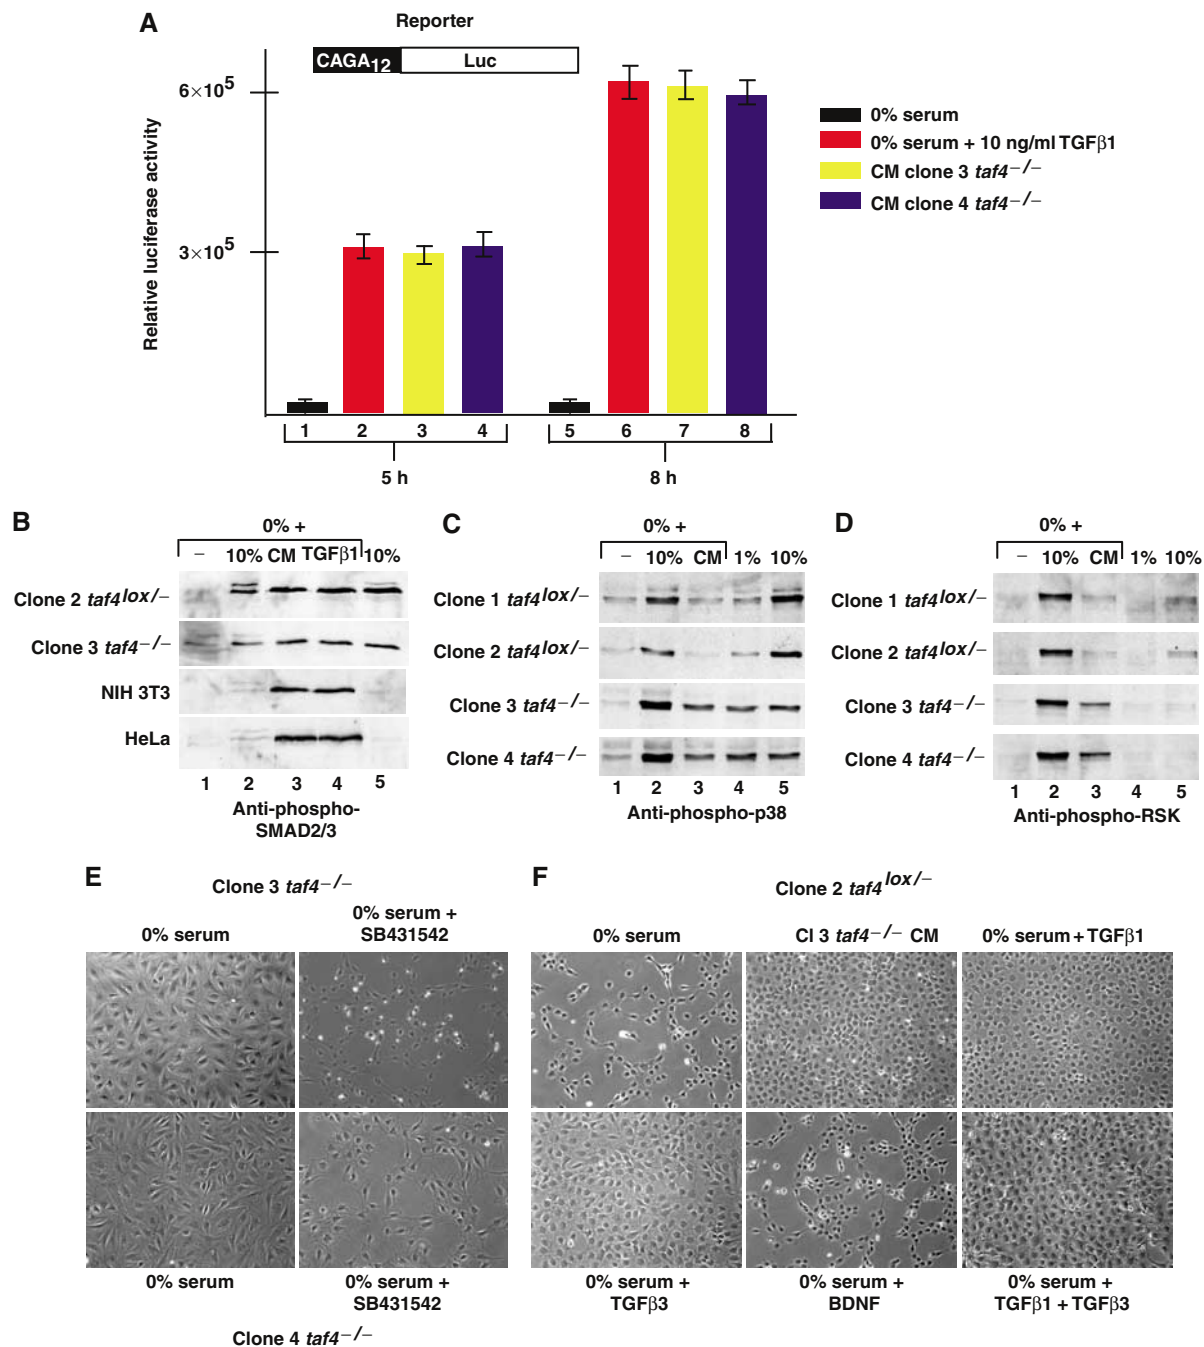 A
Reporter
CAGA12 Luc
6×10^5
3×10^5
Relative luciferase activity
0% serum
0% serum + 10 ng/ml TGFβ1
CM clone 3 taf4−/−
CM clone 4 taf4−/−
1 2 3 4 5 6 7 8
5 h 8 h
B
0% +
− 10% CM TGFβ1 10%
Clone 2 taf4lox/−
Clone 3 taf4−/−
NIH 3T3
HeLa
1 2 3 4 5
Anti-phospho-
SMAD2/3
C
0% +
− 10% CM 1% 10%
Clone 1 taf4lox/−
Clone 2 taf4lox/−
Clone 3 taf4−/−
Clone 4 taf4−/−
1 2 3 4 5
Anti-phospho-p38
D
0% +
− 10% CM 1% 10%
Clone 1 taf4lox/−
Clone 2 taf4lox/−
Clone 3 taf4−/−
Clone 4 taf4−/−
1 2 3 4 5
Anti-phospho-RSK
E
Clone 3 taf4−/−
0% serum
0% serum +
SB431542
0% serum
0% serum +
SB431542
Clone 4 taf4−/−
F
Clone 2 taf4lox/−
0% serum
Cl 3 taf4−/− CM
0% serum + TGFβ1
0% serum +
TGFβ3
0% serum +
BDNF
0% serum +
TGFβ1 + TGFβ3